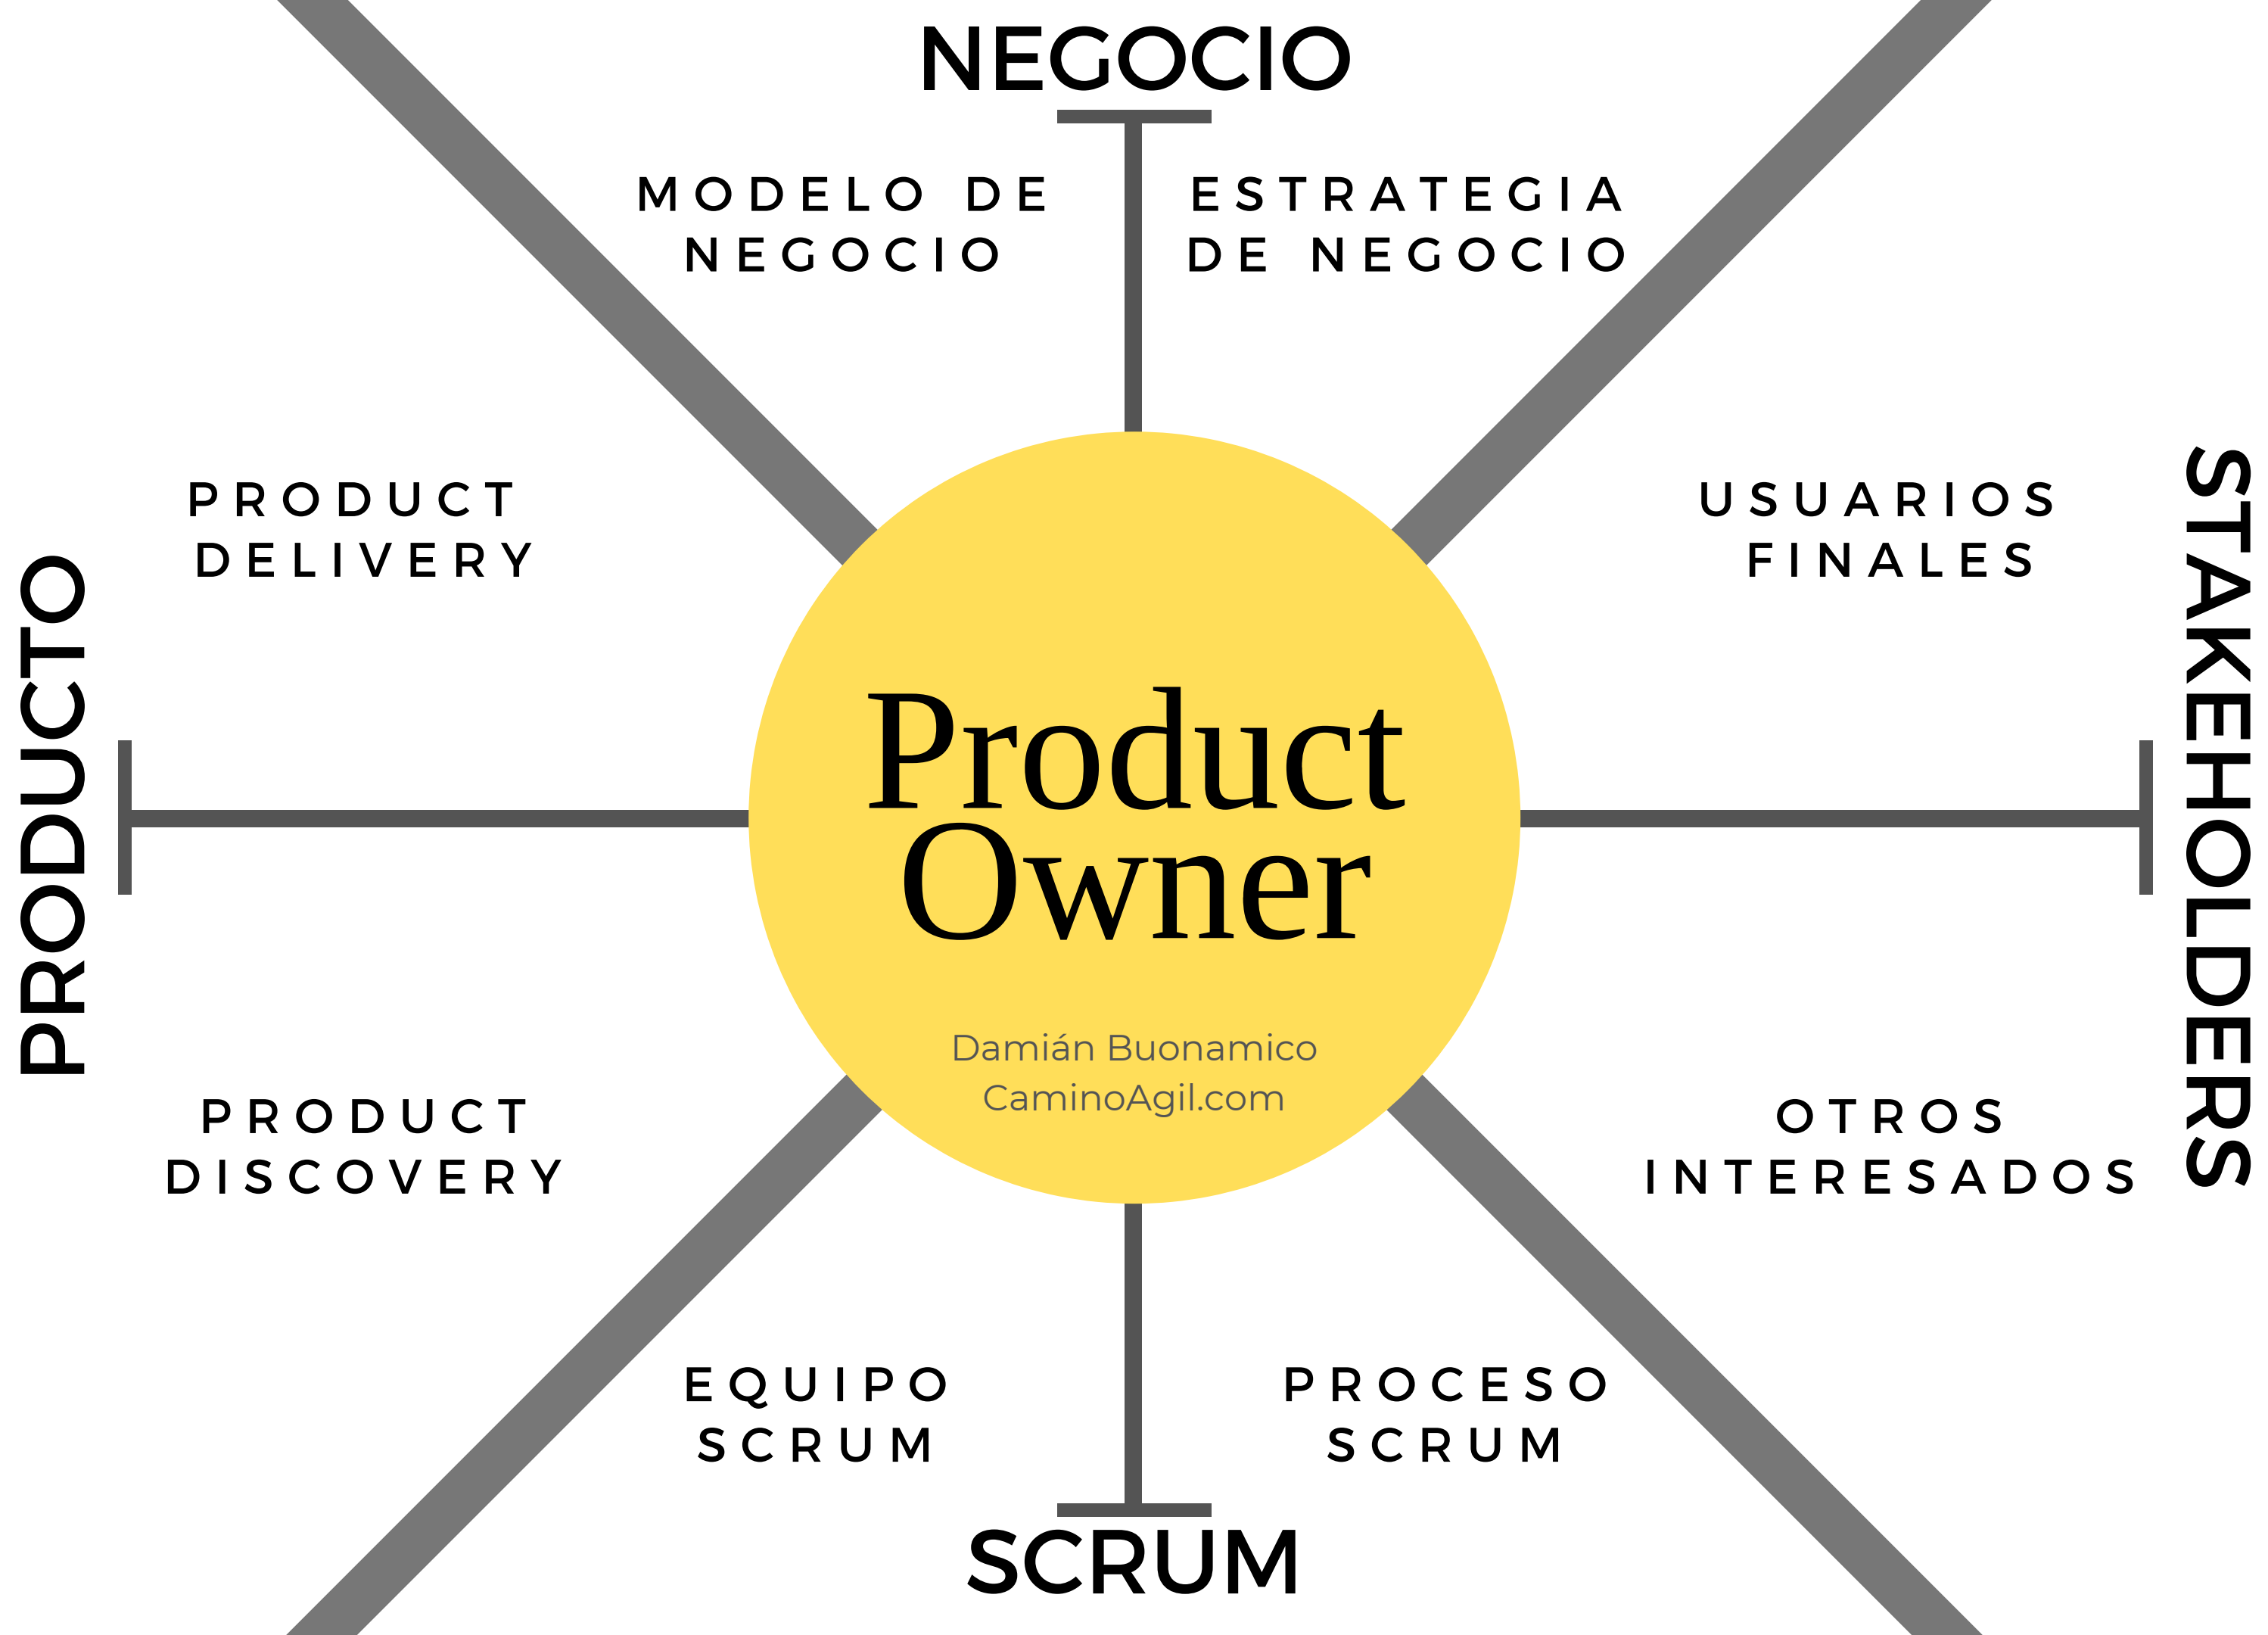 NEGOCIO
MODELO DE
NEGOCIO
ESTRATEGIA
DE NEGOCIO
PRODUCTO
PRODUCT
DELIVERY
PRODUCT
DISCOVERY
Product
Owner
Damián Buonamico
CaminoAgil.com
USUARIOS
FINALES
OTROS
INTERESADOS
STAKEHOLDERS
EQUIPO
SCRUM
PROCESO
SCRUM
SCRUM